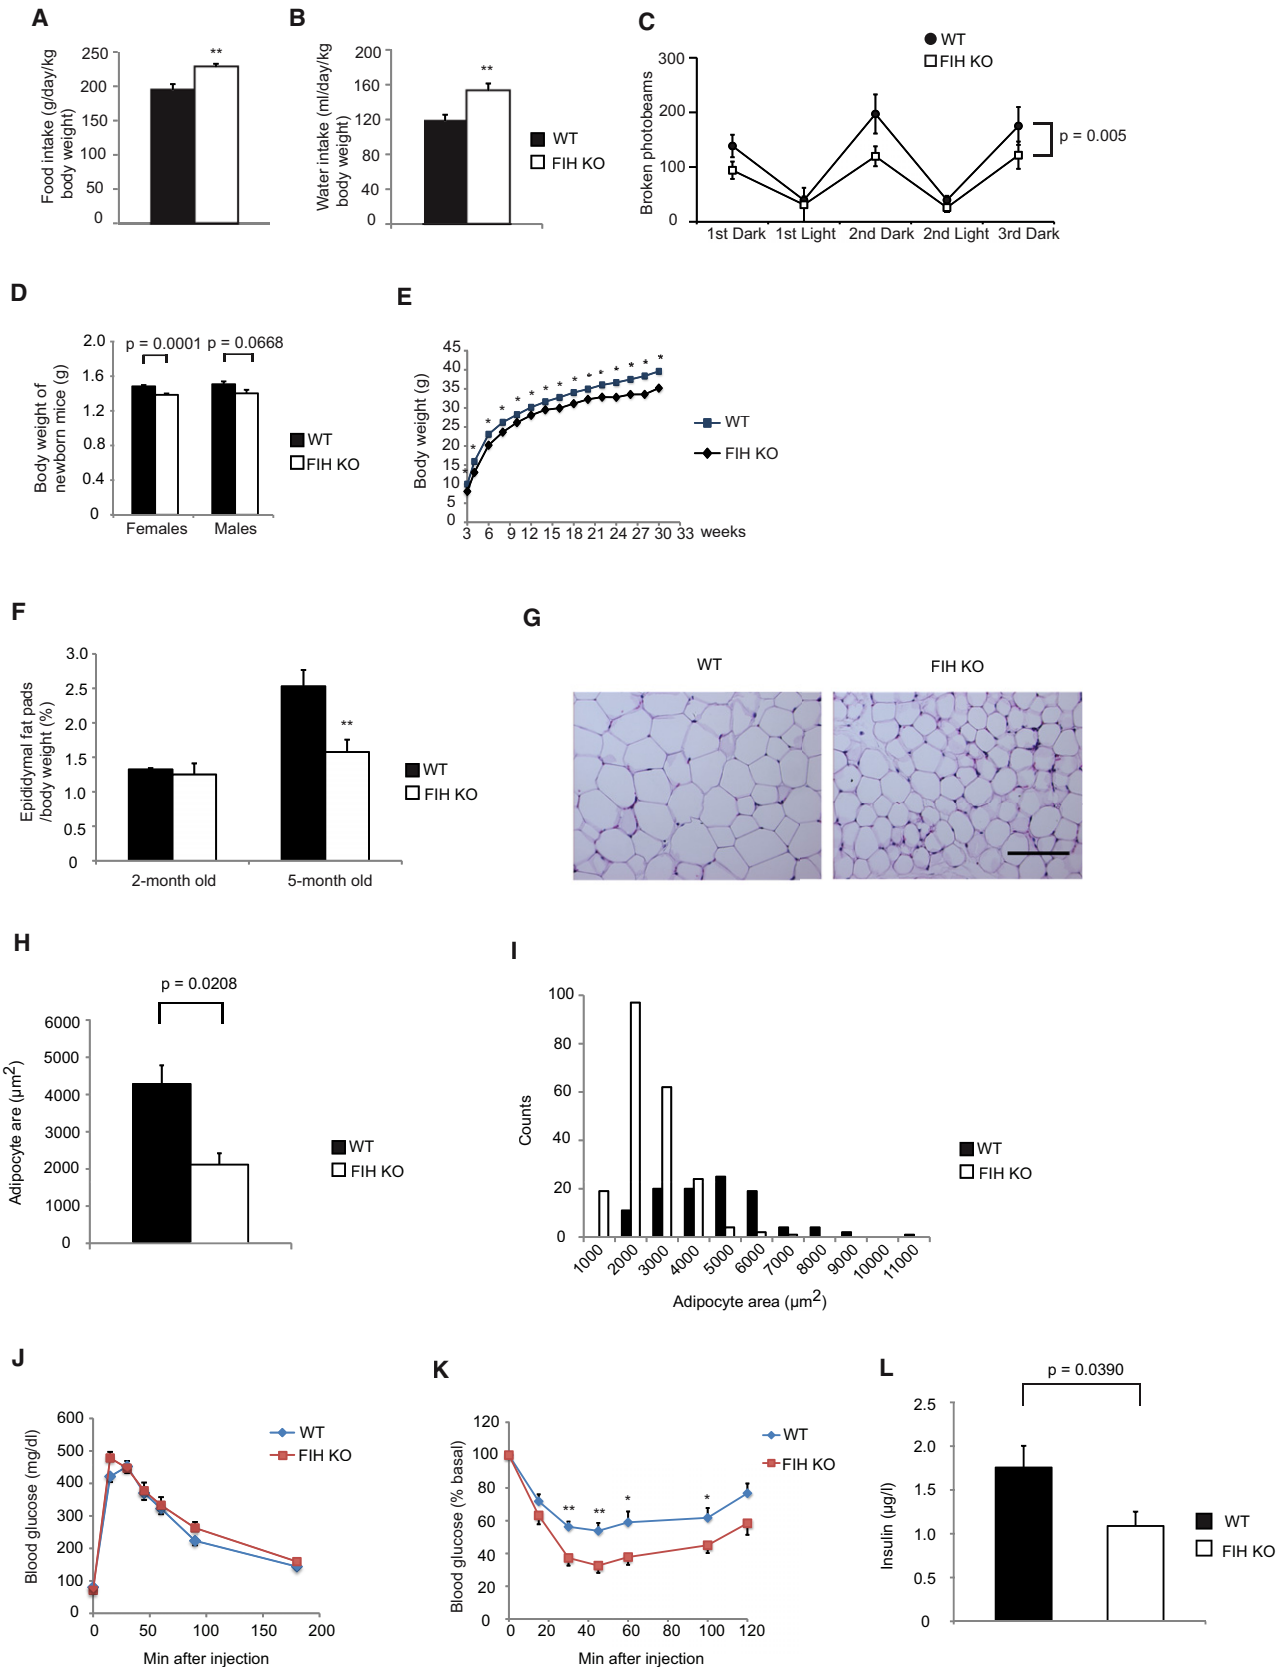 A
Food intake (g/day/kg
body weight)
250
200
150
100
50
0
**
B
Water intake (ml/day/kg
body weight)
200
160
120
80
40
0
**
WT
FIH KO
C
WT
FIH KO
Broken photobeams
300
200
100
0
p = 0.005
1st Dark 1st Light 2nd Dark 2nd Light 3rd Dark
D
Body weight of
newborn mice (g)
2.0
1.6
1.2
0.8
0.4
0
p = 0.0001 p = 0.0668
Females Males
WT
FIH KO
E
Body weight (g)
45
40
35
30
25
20
15
10
5
0
* * * * * * * * * * * * * * *
3 6 9 12 15 18 21 24 27 30 33 weeks
WT
FIH KO
F
Epididymal fat pads
/body weight (%)
3.0
2.5
2.0
1.5
1.0
0.5
0
**
2-month old 5-month old
WT
FIH KO
G
WT FIH KO
H
p = 0.0208
Adipocyte are (µm2)
6000
5000
4000
3000
2000
1000
0
WT
FIH KO
I
Counts
100
80
60
40
20
0
1000 2000 3000 4000 5000 6000 7000 8000 9000 10000 11000
Adipocyte area (µm2)
WT
FIH KO
J
Blood glucose (mg/dl)
600
500
400
300
200
100
0
0 50 100 150 200
Min after injection
WT
FIH KO
K
Blood glucose (% basal)
120
100
80
60
40
20
0
** ** * *
0 20 40 60 80 100 120
Min after injection
WT
FIH KO
L
p = 0.0390
Insulin (µg/l)
2.5
2.0
1.5
1.0
0.5
0
WT
FIH KO